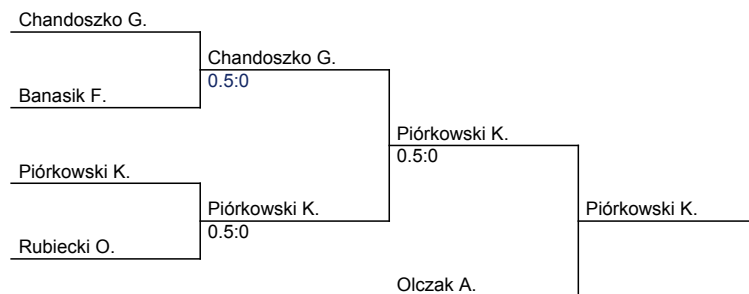 Chandoszko G.
Chandoszko G.
0.5:0
Banasik F.
Piórkowski K.
0.5:0
Piórkowski K.
Piórkowski K.
0.5:0
Piórkowski K.
Rubiecki O.
Olczak A.